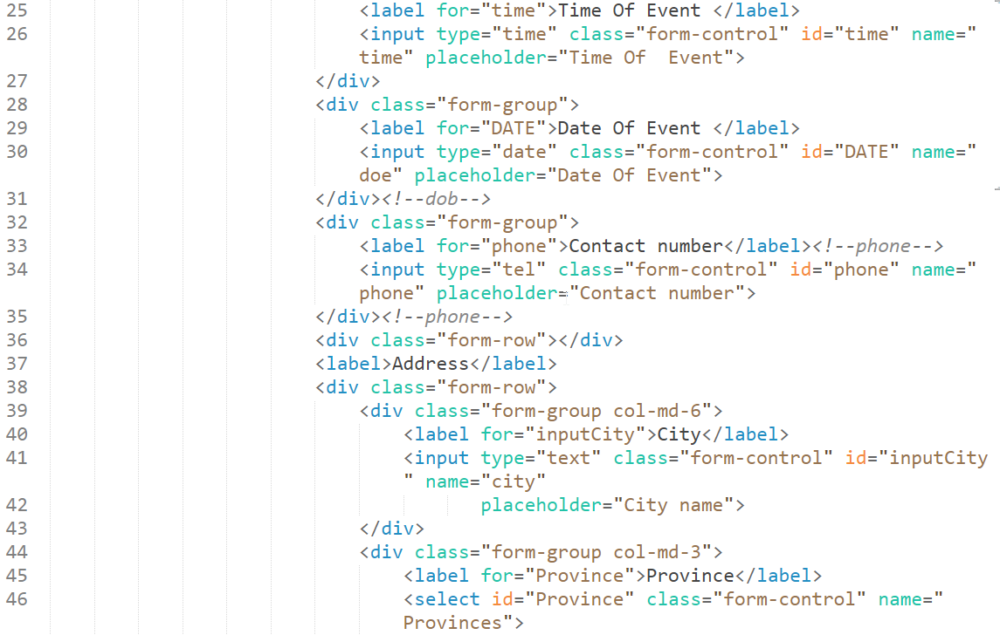 25 <label for="time">Time Of Event </label>
26 <input type="time" class="form-control" id="time" name="
time" placeholder="Time Of  Event">
27 </div>
28 <div class="form-group">
29 <label for="DATE">Date Of Event </label>
30 <input type="date" class="form-control" id="DATE" name="
doe" placeholder="Date Of Event">
31 </div><!--dob-->
32 <div class="form-group">
33 <label for="phone">Contact number</label><!--phone-->
34 <input type="tel" class="form-control" id="phone" name="
phone" placeholder="Contact number">
35 </div><!--phone-->
36 <div class="form-row"></div>
37 <label>Address</label>
38 <div class="form-row">
39 <div class="form-group col-md-6">
40 <label for="inputCity">City</label>
41 <input type="text" class="form-control" id="inputCity
" name="city"
42 placeholder="City name">
43 </div>
44 <div class="form-group col-md-3">
45 <label for="Province">Province</label>
46 <select id="Province" class="form-control" name="
Provinces">